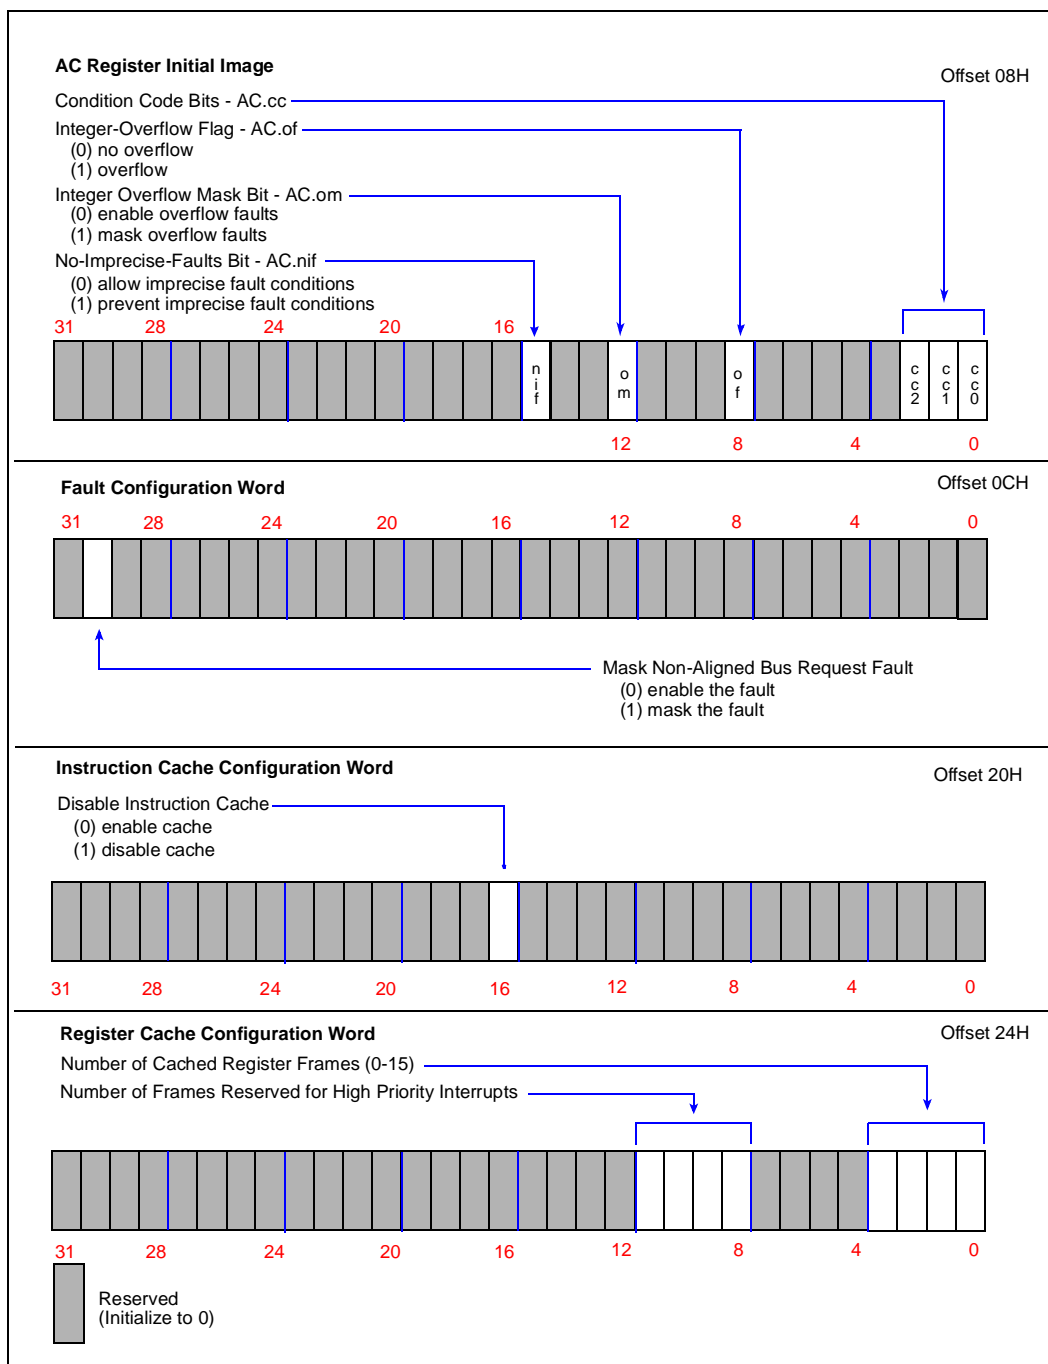 AC Register Initial Image
Offset 08H
Condition Code Bits - AC.cc
Integer-Overflow Flag - AC.of
(0) no overflow
(1) overflow
Integer Overflow Mask Bit - AC.om
(0) enable overflow faults
(1) mask overflow faults
No-Imprecise-Faults Bit - AC.nif
(0) allow imprecise fault conditions
(1) prevent imprecise fault conditions
31 28 24 20 16
nif om of cc2 cc1 cc0
12 8 4 0
Fault Configuration Word
Offset 0CH
31 28 24 20 16 12 8 4 0
Mask Non-Aligned Bus Request Fault
(0) enable the fault
(1) mask the fault
Instruction Cache Configuration Word
Offset 20H
Disable Instruction Cache
(0) enable cache
(1) disable cache
31 28 24 20 16 12 8 4 0
Register Cache Configuration Word
Offset 24H
Number of Cached Register Frames (0-15)
Number of Frames Reserved for High Priority Interrupts
31 28 24 20 16 12 8 4 0
Reserved
(Initialize to 0)